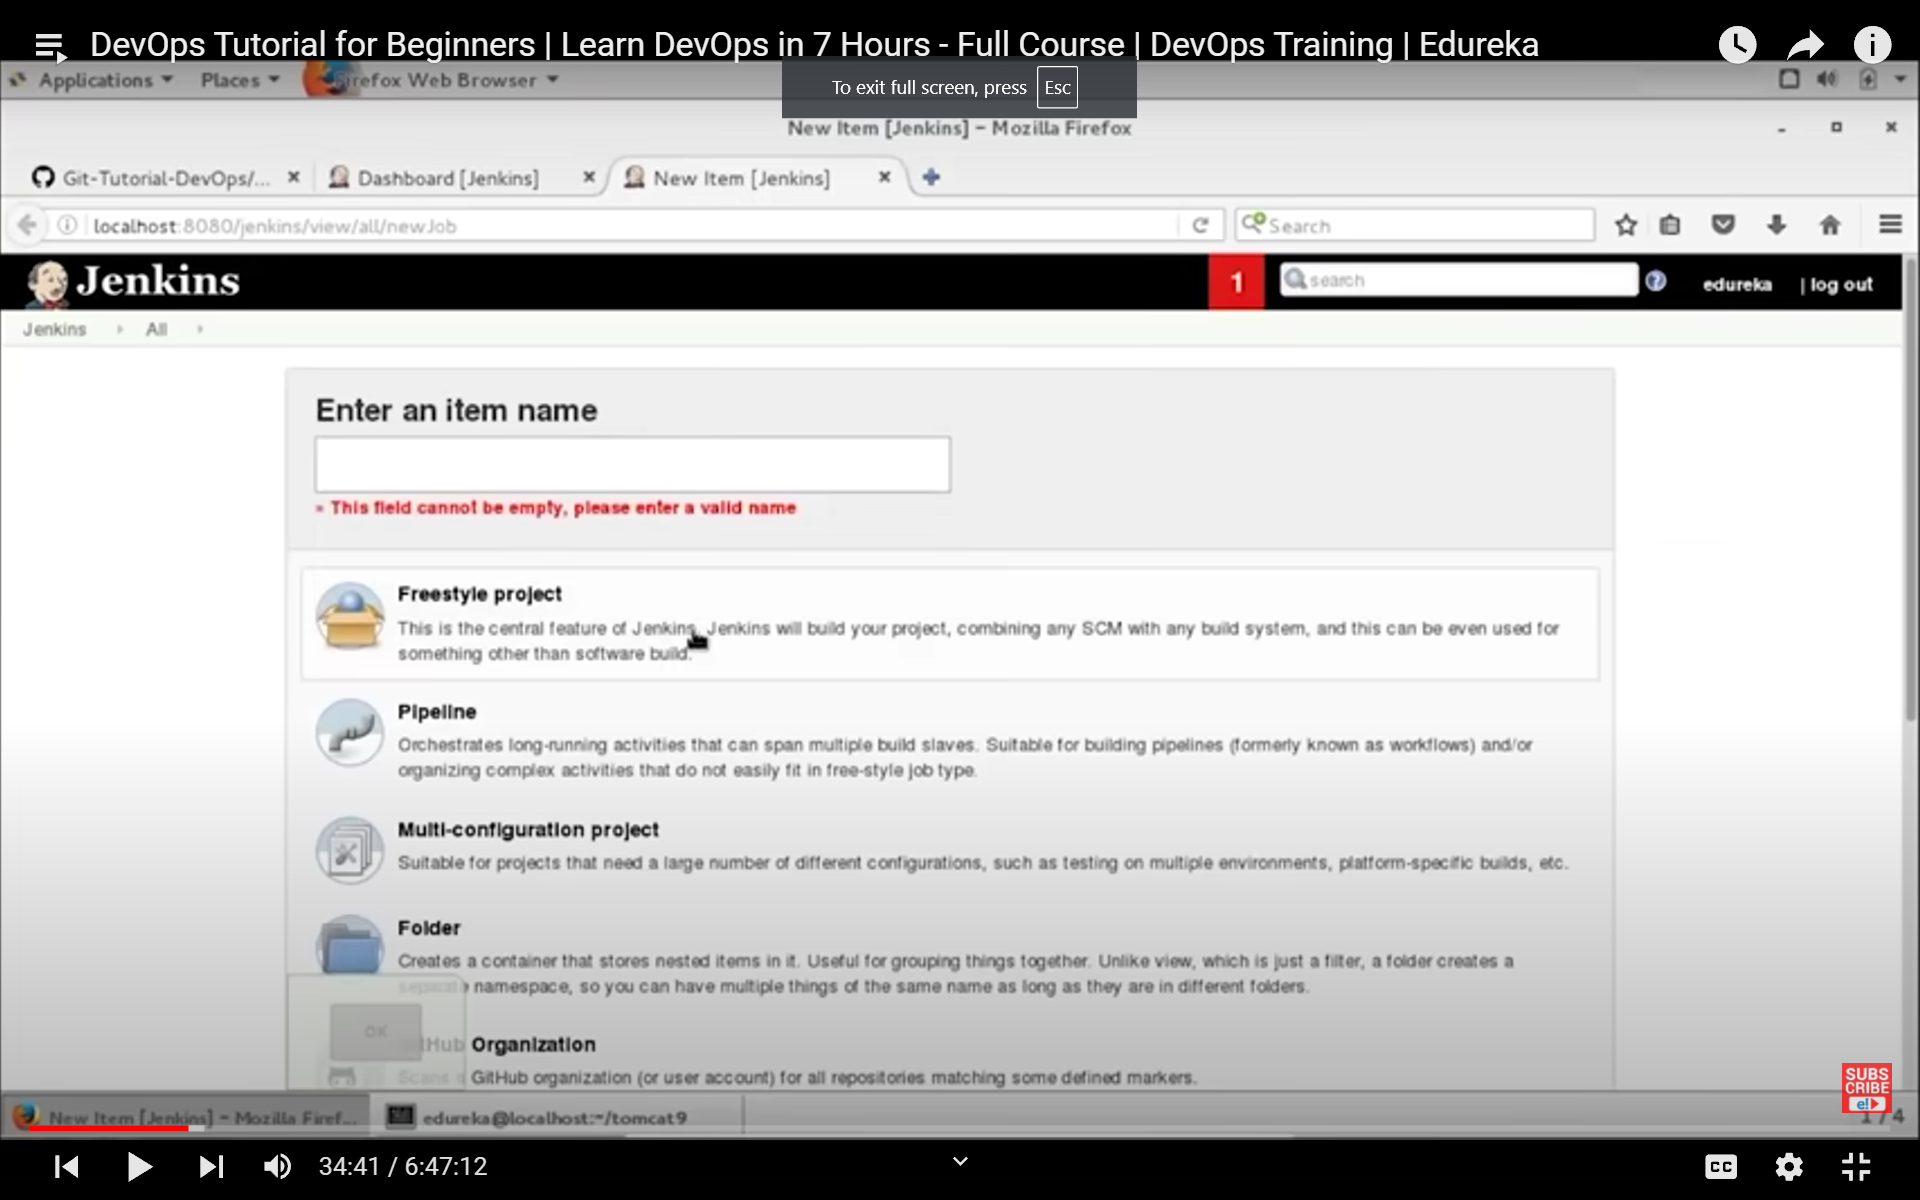 DevOps Tutorial for Beginners | Learn DevOps in 7 Hours - Full Course | DevOps Training | Edureka
Applications Places Firefox Web Browser
To exit full screen, press Esc
New Item [Jenkins] - Mozilla Firefox
Git-Tutorial-DevOps/... Dashboard [Jenkins] New Item [Jenkins]
localhost:8080/jenkins/view/all/newJob Search
Jenkins 1 search edureka | log out
Jenkins All
Enter an item name
» This field cannot be empty, please enter a valid name
Freestyle project
This is the central feature of Jenkins. Jenkins will build your project, combining any SCM with any build system, and this can be even used for
something other than software build.
Pipeline
Orchestrates long-running activities that can span multiple build slaves. Suitable for building pipelines (formerly known as workflows) and/or
organizing complex activities that do not easily fit in free-style job type.
Multi-configuration project
Suitable for projects that need a large number of different configurations, such as testing on multiple environments, platform-specific builds, etc.
Folder
Creates a container that stores nested items in it. Useful for grouping things together. Unlike view, which is just a filter, a folder creates a
separate namespace, so you can have multiple things of the same name as long as they are in different folders.
OK
GitHub Organization
Scans a GitHub organization (or user account) for all repositories matching some defined markers.
SUBS
CRIBE
e!
New Item [Jenkins] - Mozilla Firef... edureka@localhost:~/tomcat9 1 / 4
34:41 / 6:47:12 CC